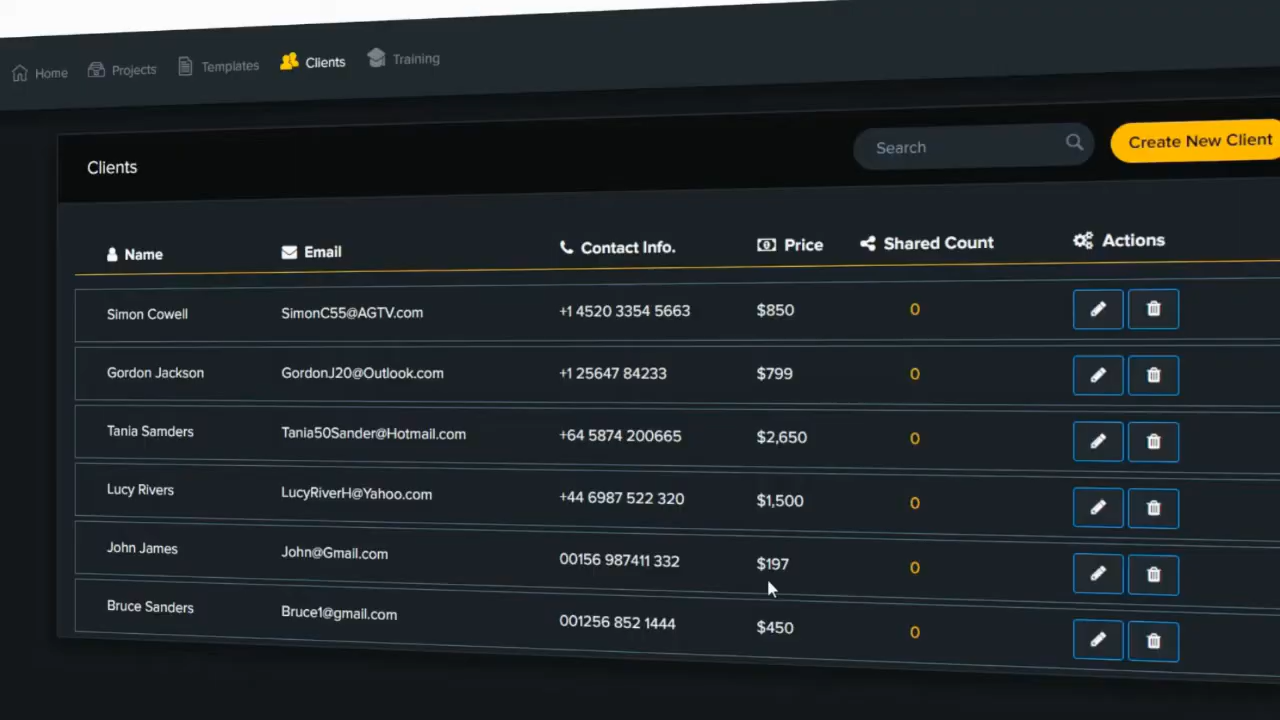 Home Projects Templates Clients Training
Clients Search Create New Client
Name Email Contact Info. Price Shared Count Actions
Simon Cowell SimonC55@AGTV.com +1 4520 3354 5663 $850 0
Gordon Jackson GordonJ20@Outlook.com +1 25647 84233 $799 0
Tania Samders Tania50Sander@Hotmail.com +64 5874 200665 $2,650 0
Lucy Rivers LucyRiverH@Yahoo.com +44 6987 522 320 $1,500 0
John James John@Gmail.com 00156 987411 332 $197 0
Bruce Sanders Bruce1@gmail.com 001256 852 1444 $450 0